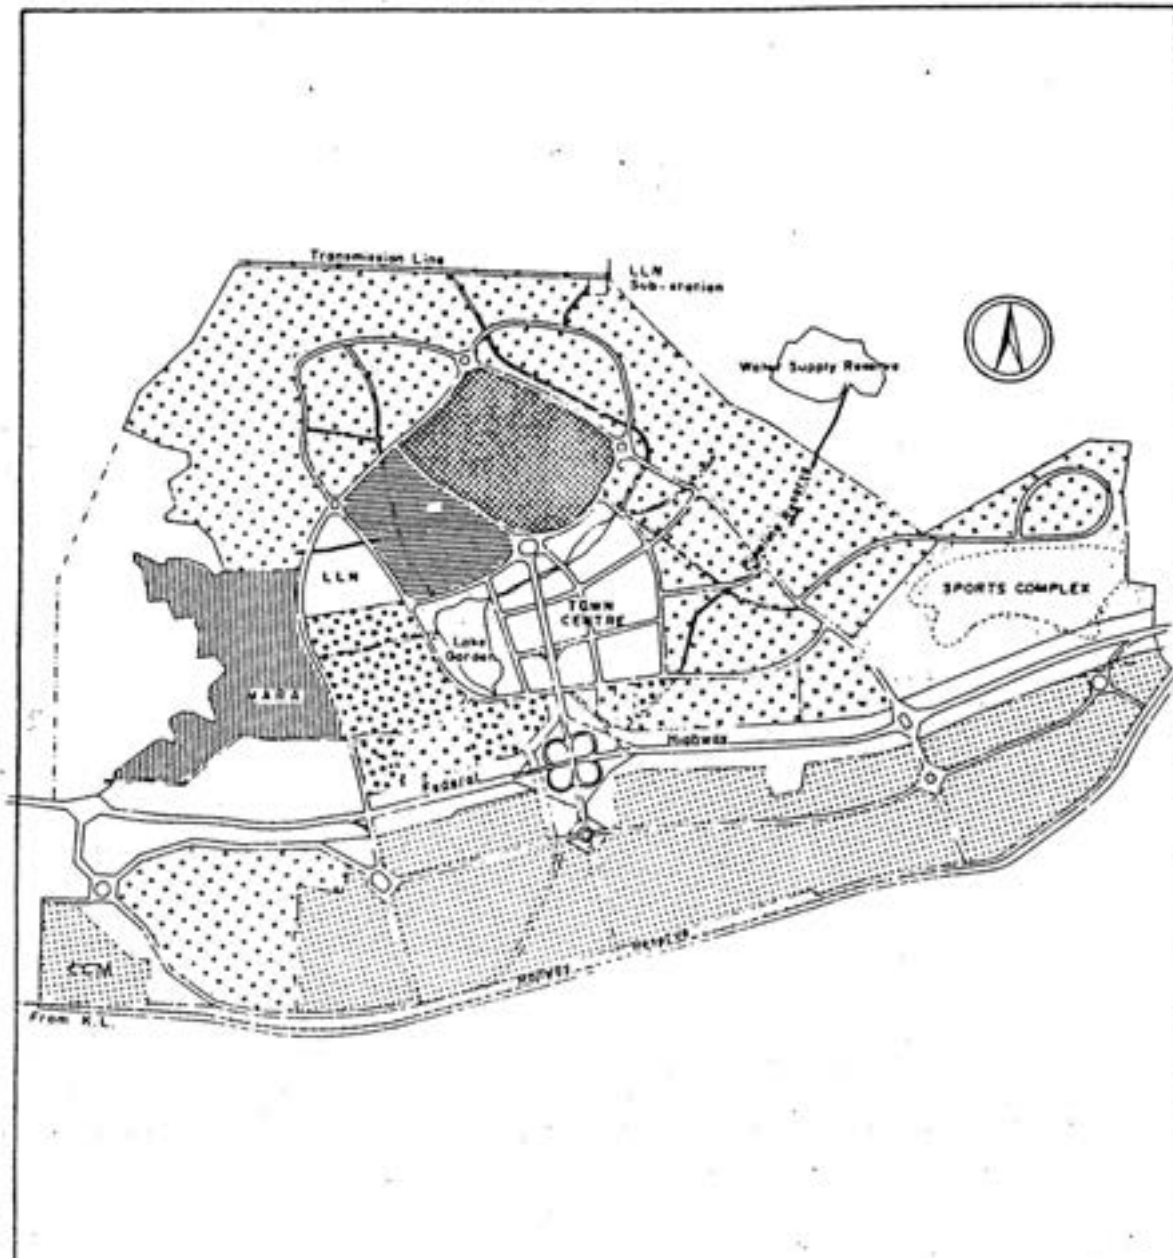 Transmission Line
LLN
Sub-station
Water Supply Reserve
SPORTS COMPLEX
LLN
TOWN
CENTRE
Lake
Garden
MARA
Highway
Federal
Railway
From K.L.